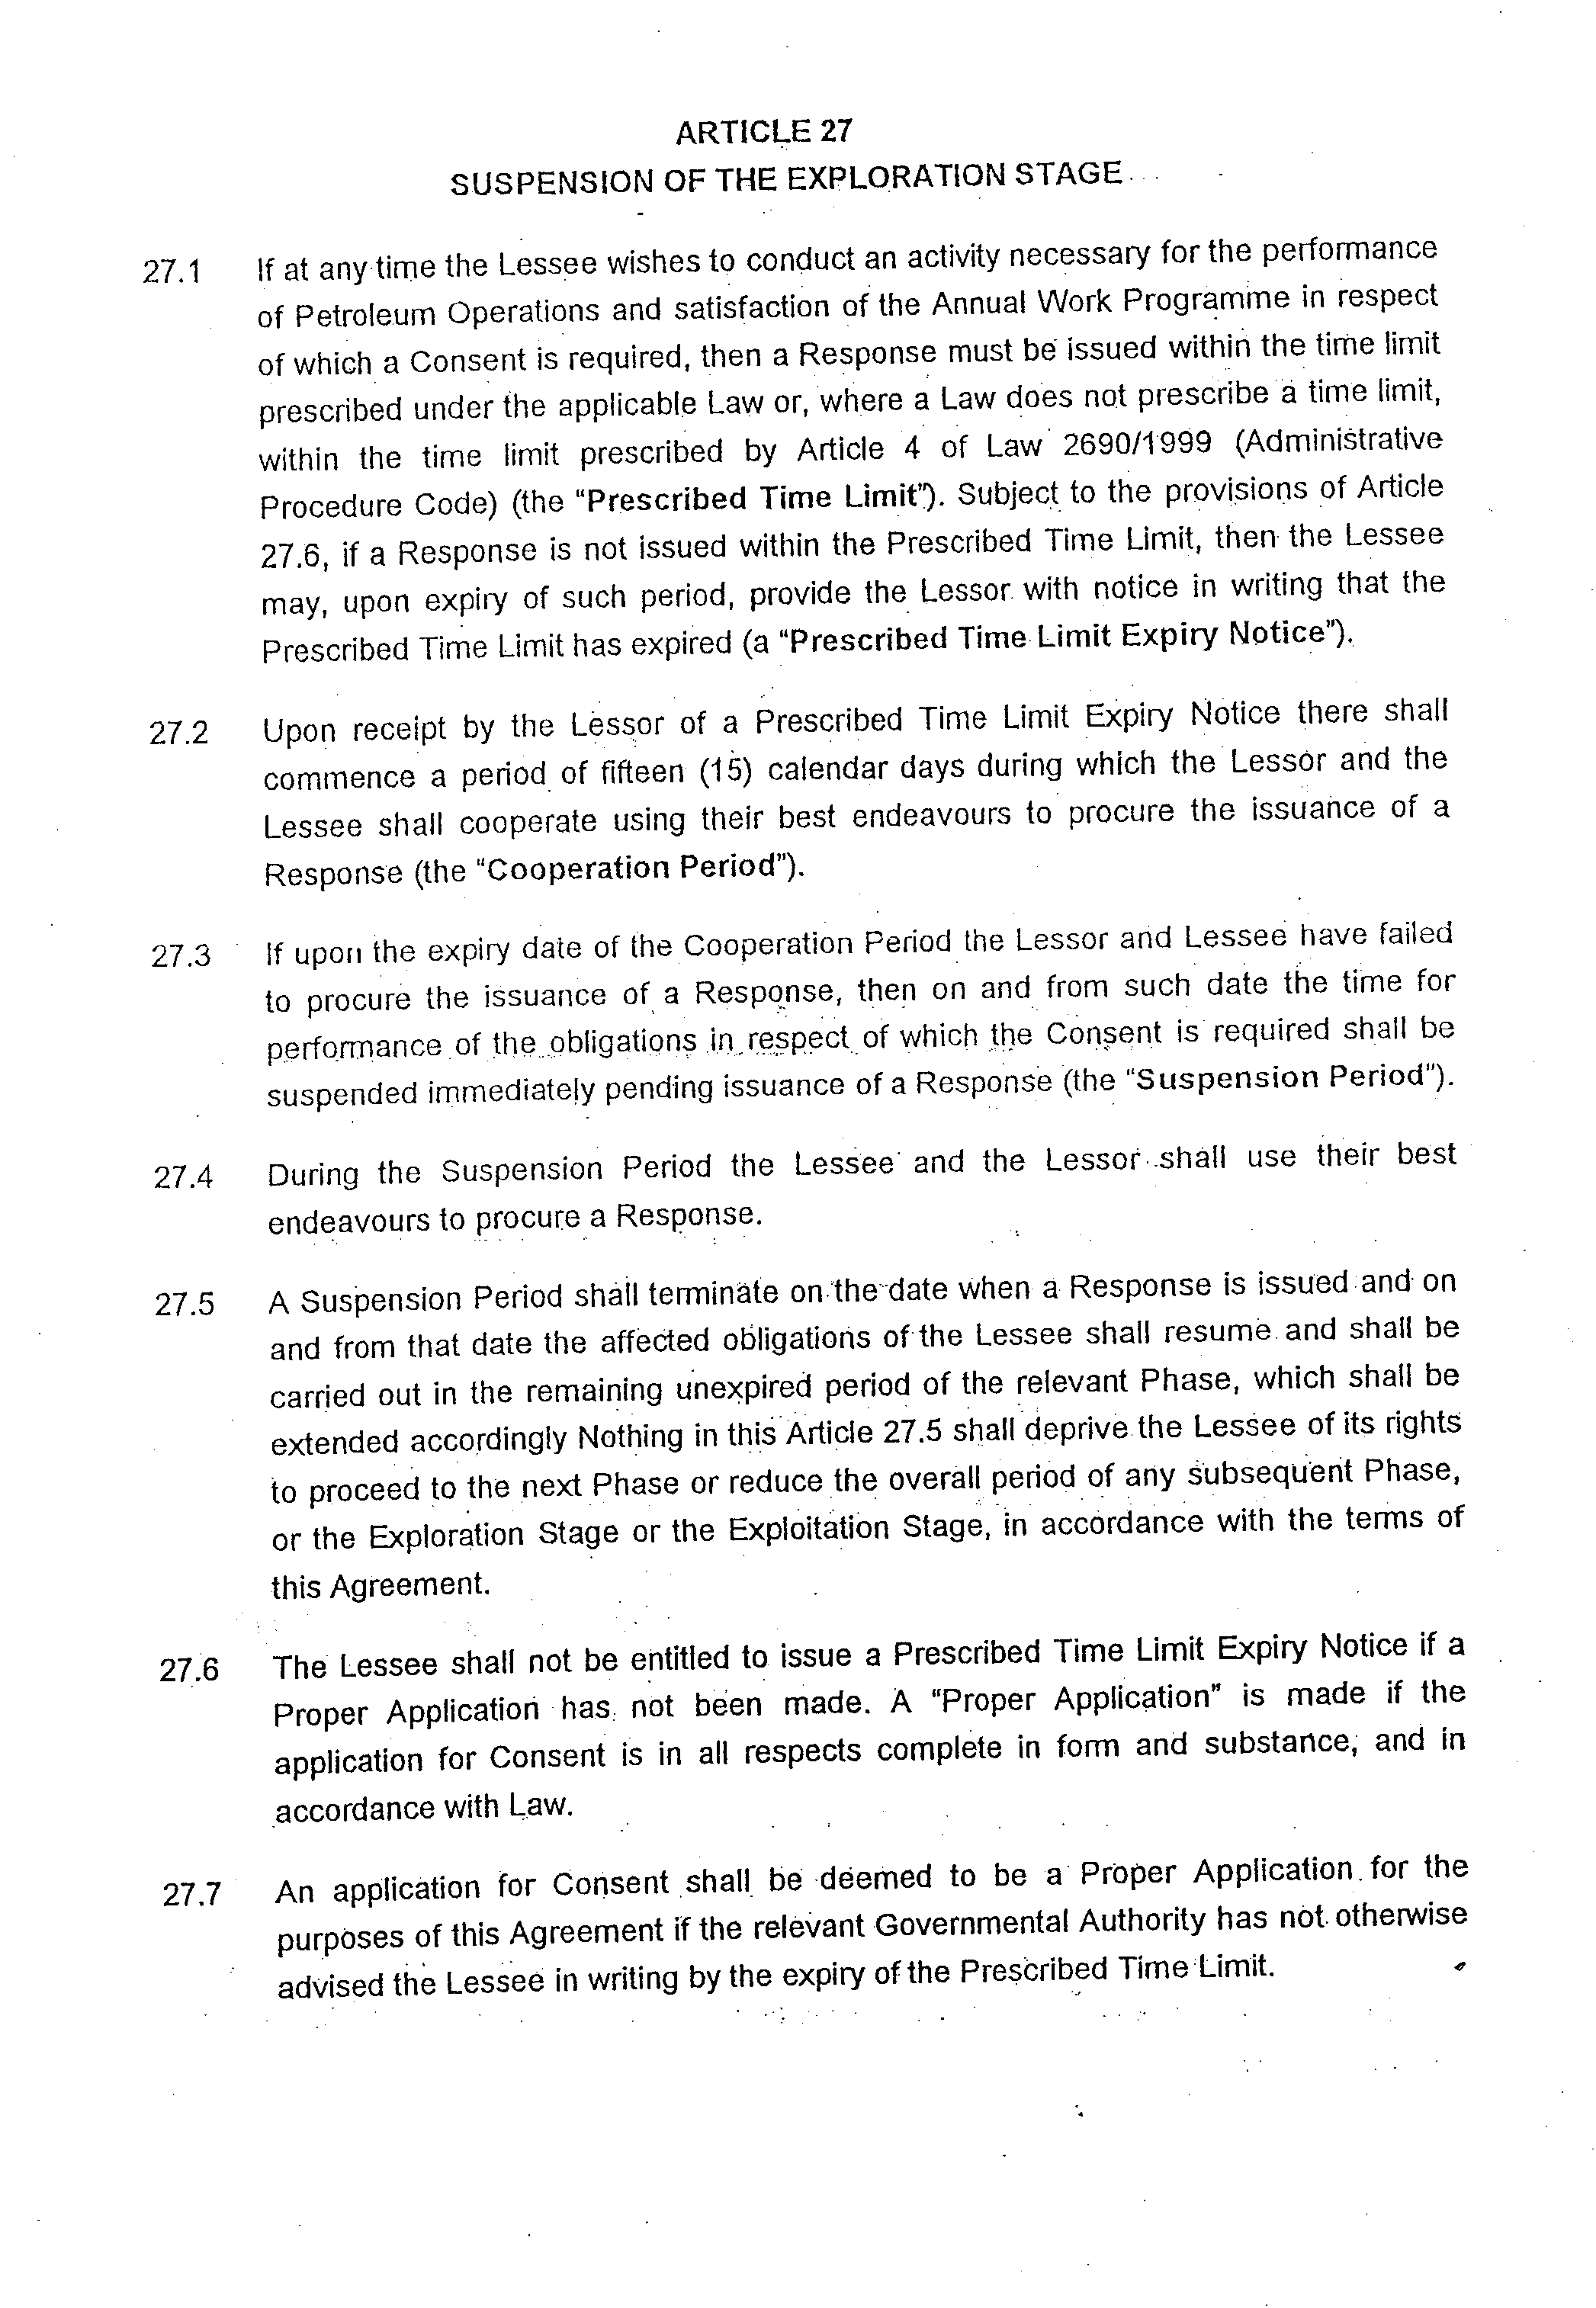 ARTICLE 27
SUSPENSION OF THE EXPLORATION STAGE
27.1 If at any time the Lessee wishes to conduct an activity necessary for the performance
of Petroleum Operations and satisfaction of the Annual Work Programme in respect
of which a Consent is required, then a Response must be issued within the time limit
prescribed under the applicable Law or, where a Law does not prescribe a time limit,
within the time limit prescribed by Article 4 of Law 2690/1999 (Administrative
Procedure Code) (the "Prescribed Time Limit"). Subject to the provisions of Article
27.6, if a Response is not issued within the Prescribed Time Limit, then the Lessee
may, upon expiry of such period, provide the Lessor with notice in writing that the
Prescribed Time Limit has expired (a "Prescribed Time Limit Expiry Notice").
27.2 Upon receipt by the Lessor of a Prescribed Time Limit Expiry Notice there shall
commence a period of fifteen (15) calendar days during which the Lessor and the
Lessee shall cooperate using their best endeavours to procure the issuance of a
Response (the "Cooperation Period").
27.3 If upon the expiry date of the Cooperation Period the Lessor and Lessee have failed
to procure the issuance of a Response, then on and from such date the time for
performance of the obligations in respect of which the Consent is required shall be
suspended immediately pending issuance of a Response (the "Suspension Period").
27.4 During the Suspension Period the Lessee and the Lessor shall use their best
endeavours to procure a Response.
27.5 A Suspension Period shall terminate on the date when a Response is issued and on
and from that date the affected obligations of the Lessee shall resume and shall be
carried out in the remaining unexpired period of the relevant Phase, which shall be
extended accordingly Nothing in this Article 27.5 shall deprive the Lessee of its rights
to proceed to the next Phase or reduce the overall period of any subsequent Phase,
or the Exploration Stage or the Exploitation Stage, in accordance with the terms of
this Agreement.
27.6 The Lessee shall not be entitled to issue a Prescribed Time Limit Expiry Notice if a
Proper Application has not been made. A "Proper Application" is made if the
application for Consent is in all respects complete in form and substance, and in
accordance with Law.
27.7 An application for Consent shall be deemed to be a Proper Application for the
purposes of this Agreement if the relevant Governmental Authority has not otherwise
advised the Lessee in writing by the expiry of the Prescribed Time Limit.